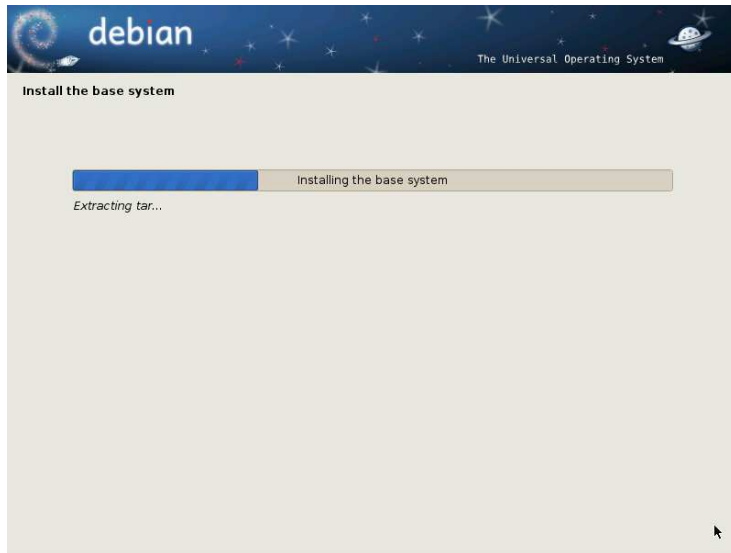 debian
The Universal Operating System
Install the base system
Installing the base system
Extracting tar...